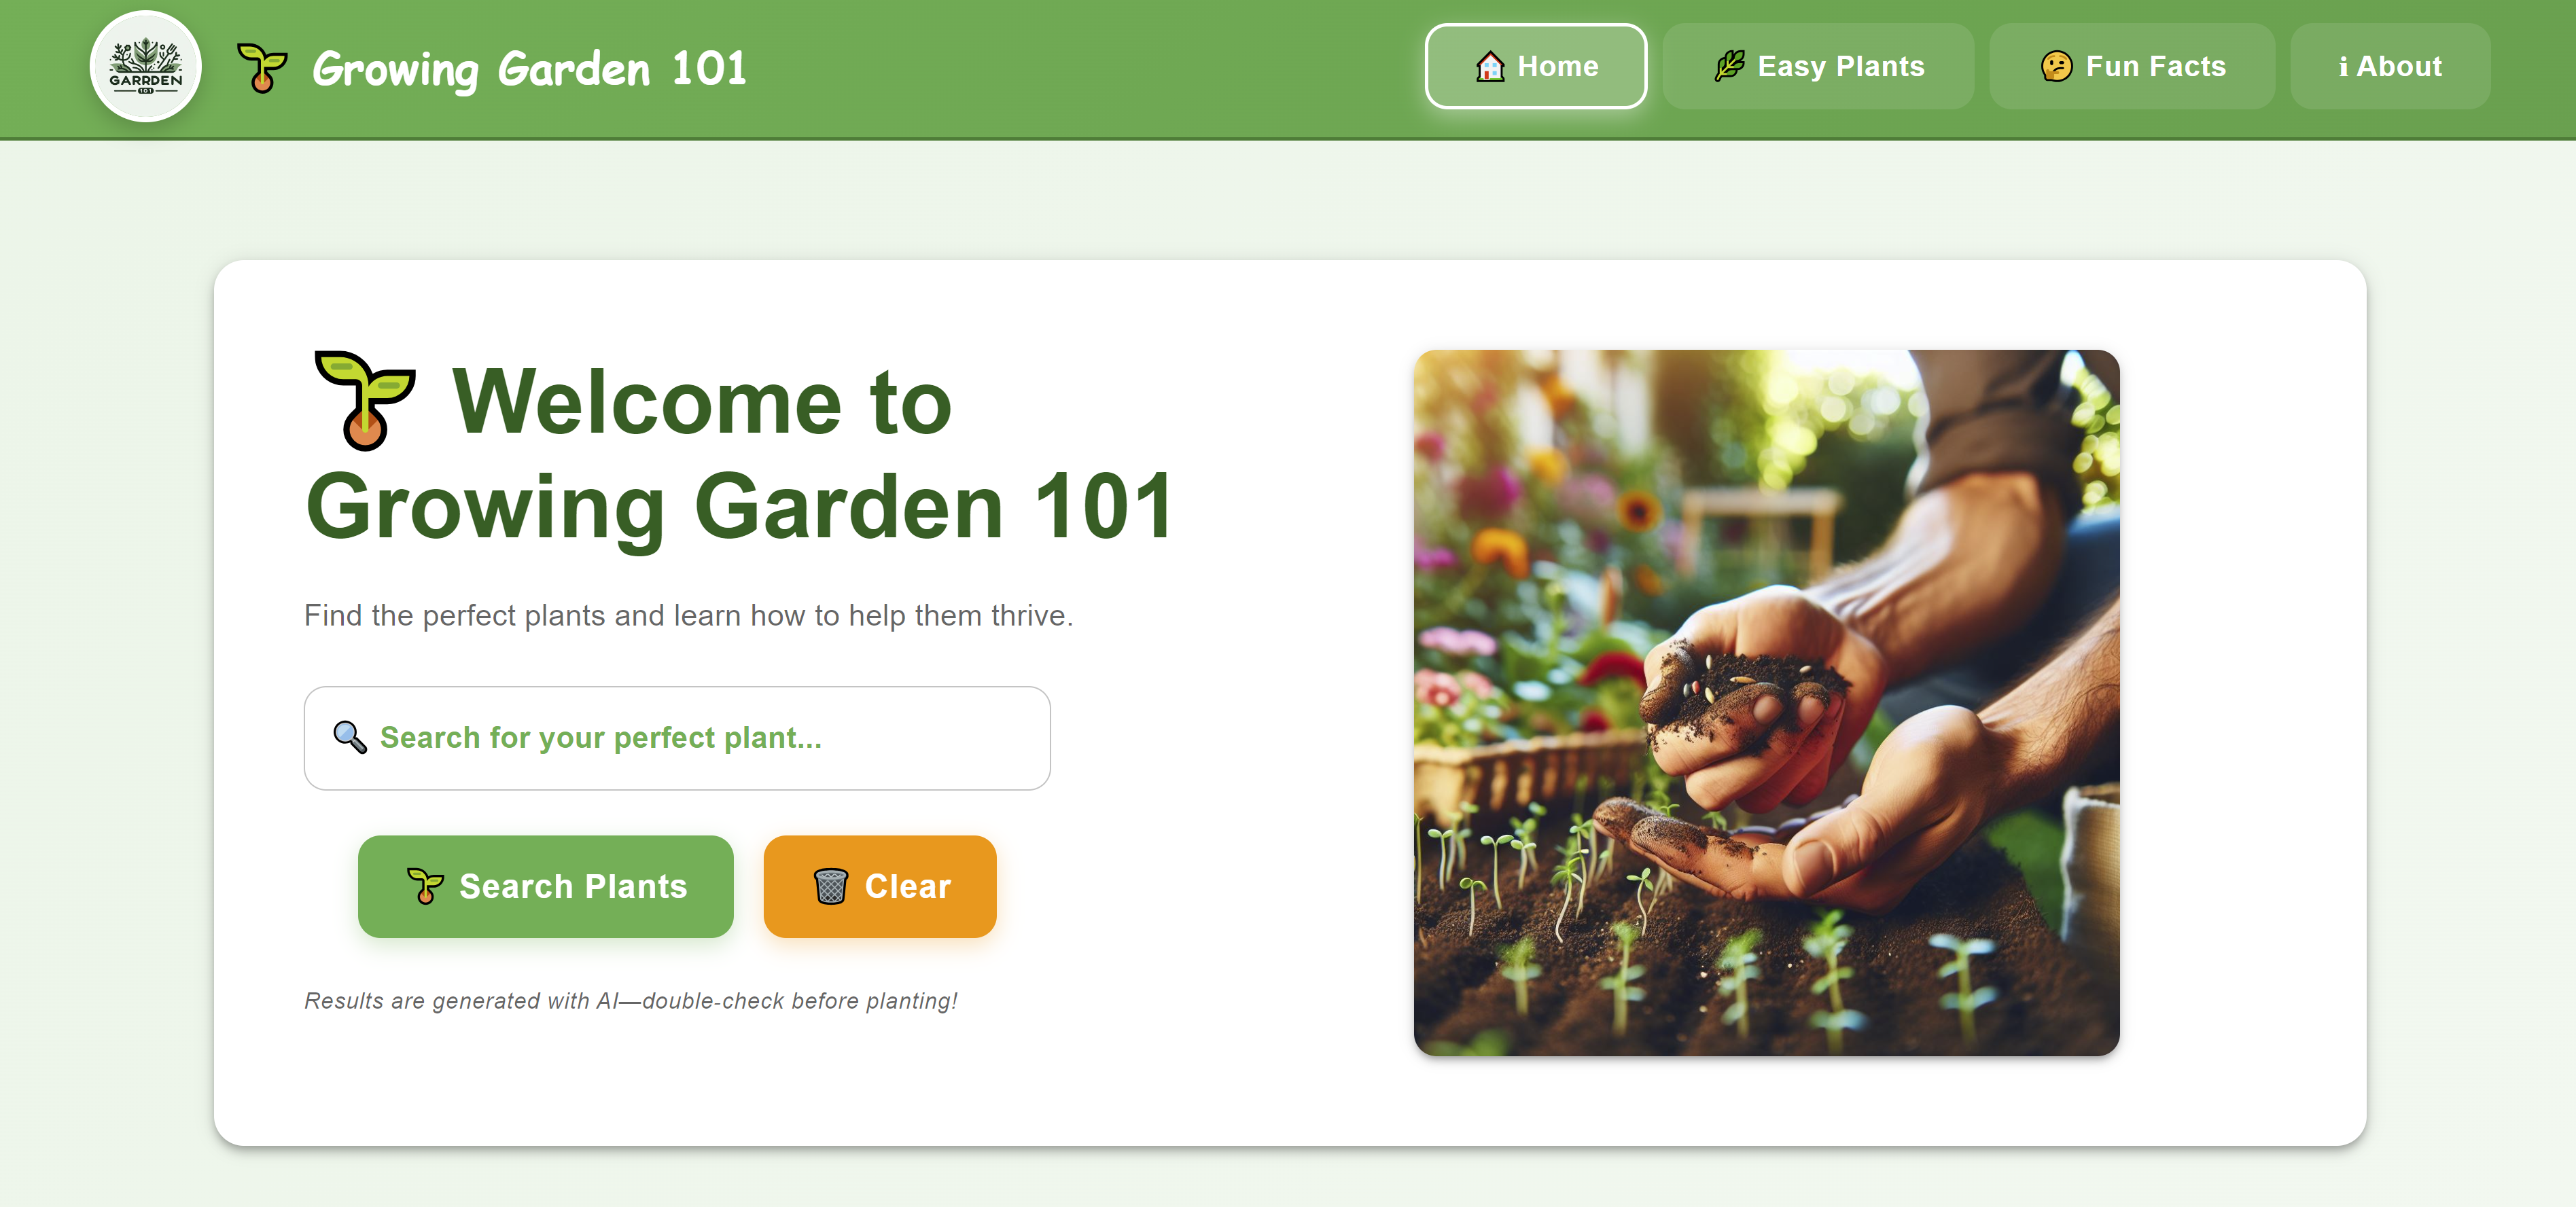 GARRDEN
101
Growing Garden 101
Home
Easy Plants
Fun Facts
i About
Welcome to
Growing Garden 101
Find the perfect plants and learn how to help them thrive.
Search for your perfect plant...
Search Plants
Clear
Results are generated with AI—double-check before planting!